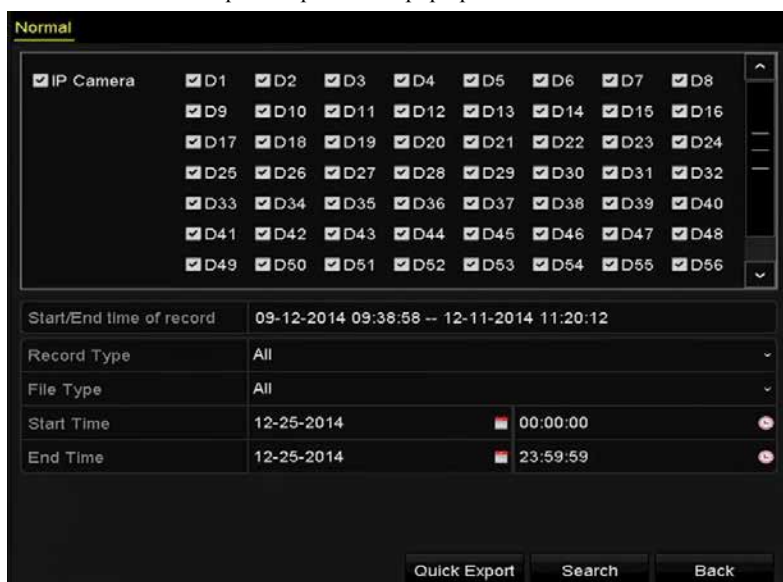 Normal
IP Camera D1 D2 D3 D4 D5 D6 D7 D8
D9 D10 D11 D12 D13 D14 D15 D16
D17 D18 D19 D20 D21 D22 D23 D24
D25 D26 D27 D28 D29 D30 D31 D32
D33 D34 D35 D36 D37 D38 D39 D40
D41 D42 D43 D44 D45 D46 D47 D48
D49 D50 D51 D52 D53 D54 D55 D56
Start/End time of record 09-12-2014 09:38:58 -- 12-11-2014 11:20:12
Record Type All
File Type All
Start Time 12-25-2014 00:00:00
End Time 12-25-2014 23:59:59
Quick Export Search Back